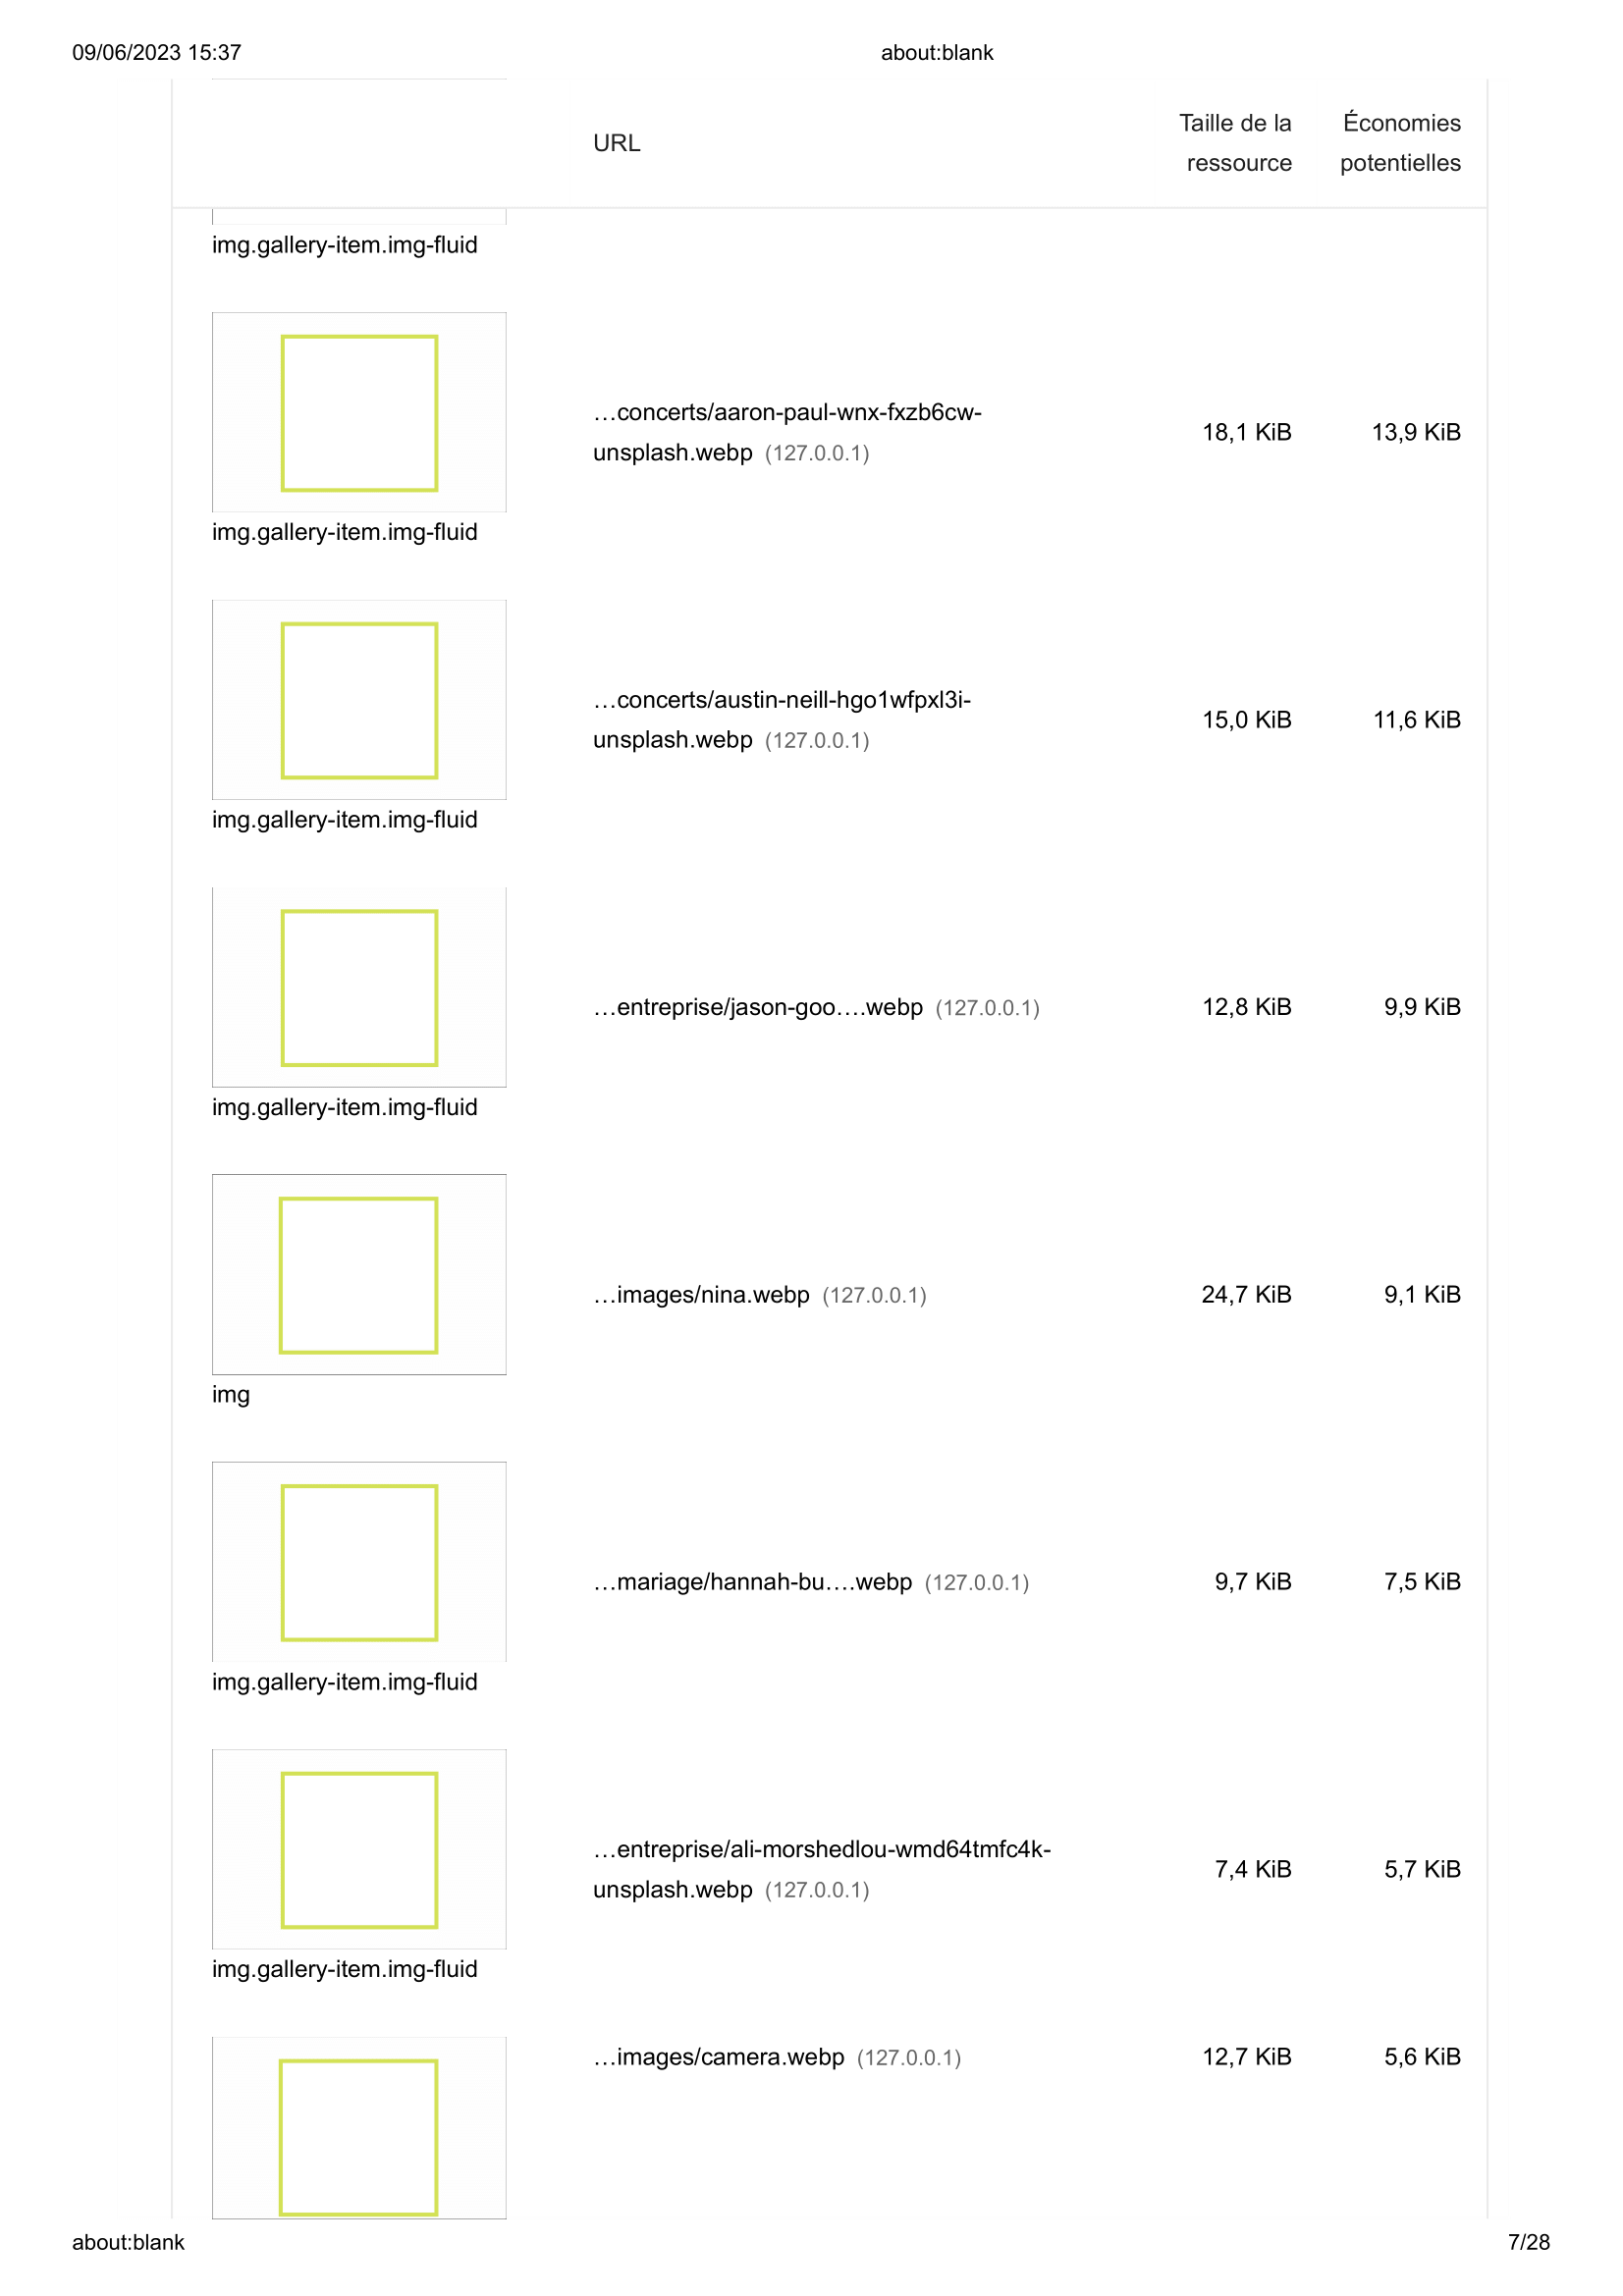 09/06/2023 15:37
about:blank
URL
Taille de la
ressource
Économies
potentielles
img.gallery-item.img-fluid
…concerts/aaron-paul-wnx-fxzb6cw-
unsplash.webp (127.0.0.1)
18,1 KiB
13,9 KiB
img.gallery-item.img-fluid
…concerts/austin-neill-hgo1wfpxl3i-
unsplash.webp (127.0.0.1)
15,0 KiB
11,6 KiB
img.gallery-item.img-fluid
…entreprise/jason-goo….webp (127.0.0.1)
12,8 KiB
9,9 KiB
img.gallery-item.img-fluid
…images/nina.webp (127.0.0.1)
24,7 KiB
9,1 KiB
img
…mariage/hannah-bu….webp (127.0.0.1)
9,7 KiB
7,5 KiB
img.gallery-item.img-fluid
…entreprise/ali-morshedlou-wmd64tmfc4k-
unsplash.webp (127.0.0.1)
7,4 KiB
5,7 KiB
img.gallery-item.img-fluid
…images/camera.webp (127.0.0.1)
12,7 KiB
5,6 KiB
about:blank
7/28